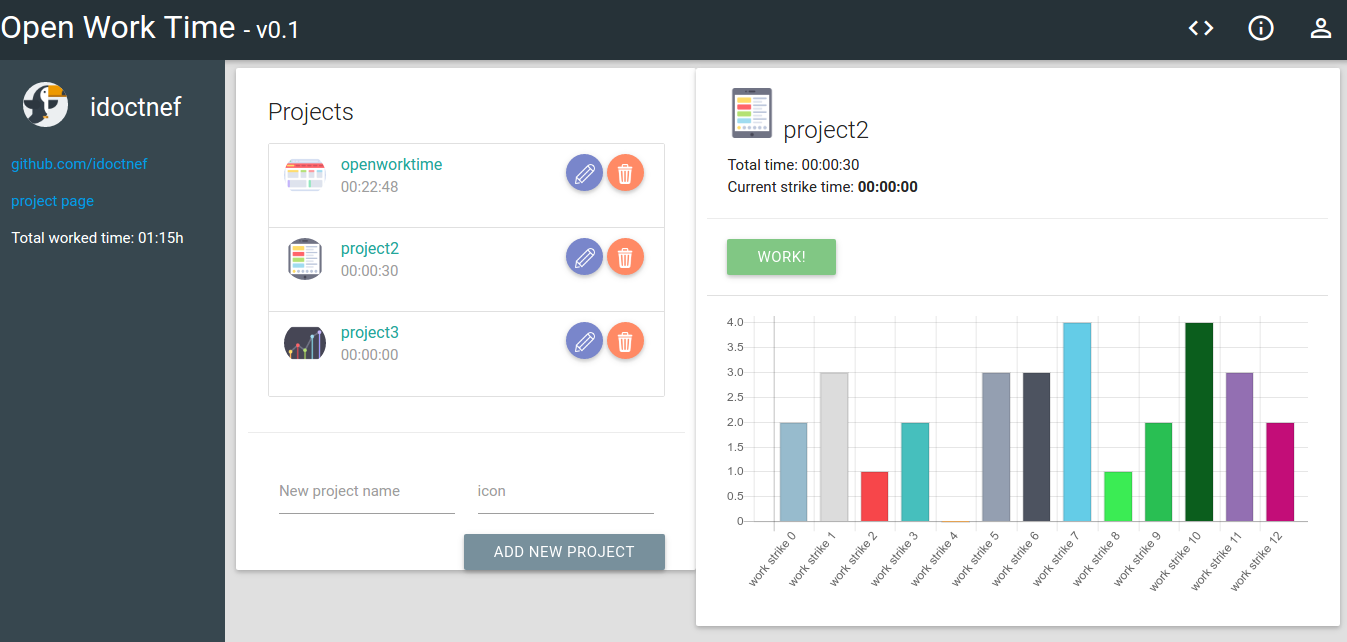 Open Work Time - v0.1
idoctnef
github.com/idoctnef
project page
Total worked time: 01:15h
Projects
openworktime
00:22:48
project2
00:00:30
project3
00:00:00
New project name
icon
ADD NEW PROJECT
project2
Total time: 00:00:30
Current strike time: 00:00:00
WORK!
4.0
3.5
3.0
2.5
2.0
1.5
1.0
0.5
0
work strike 0
work strike 1
work strike 2
work strike 3
work strike 4
work strike 5
work strike 6
work strike 7
work strike 8
work strike 9
work strike 10
work strike 11
work strike 12